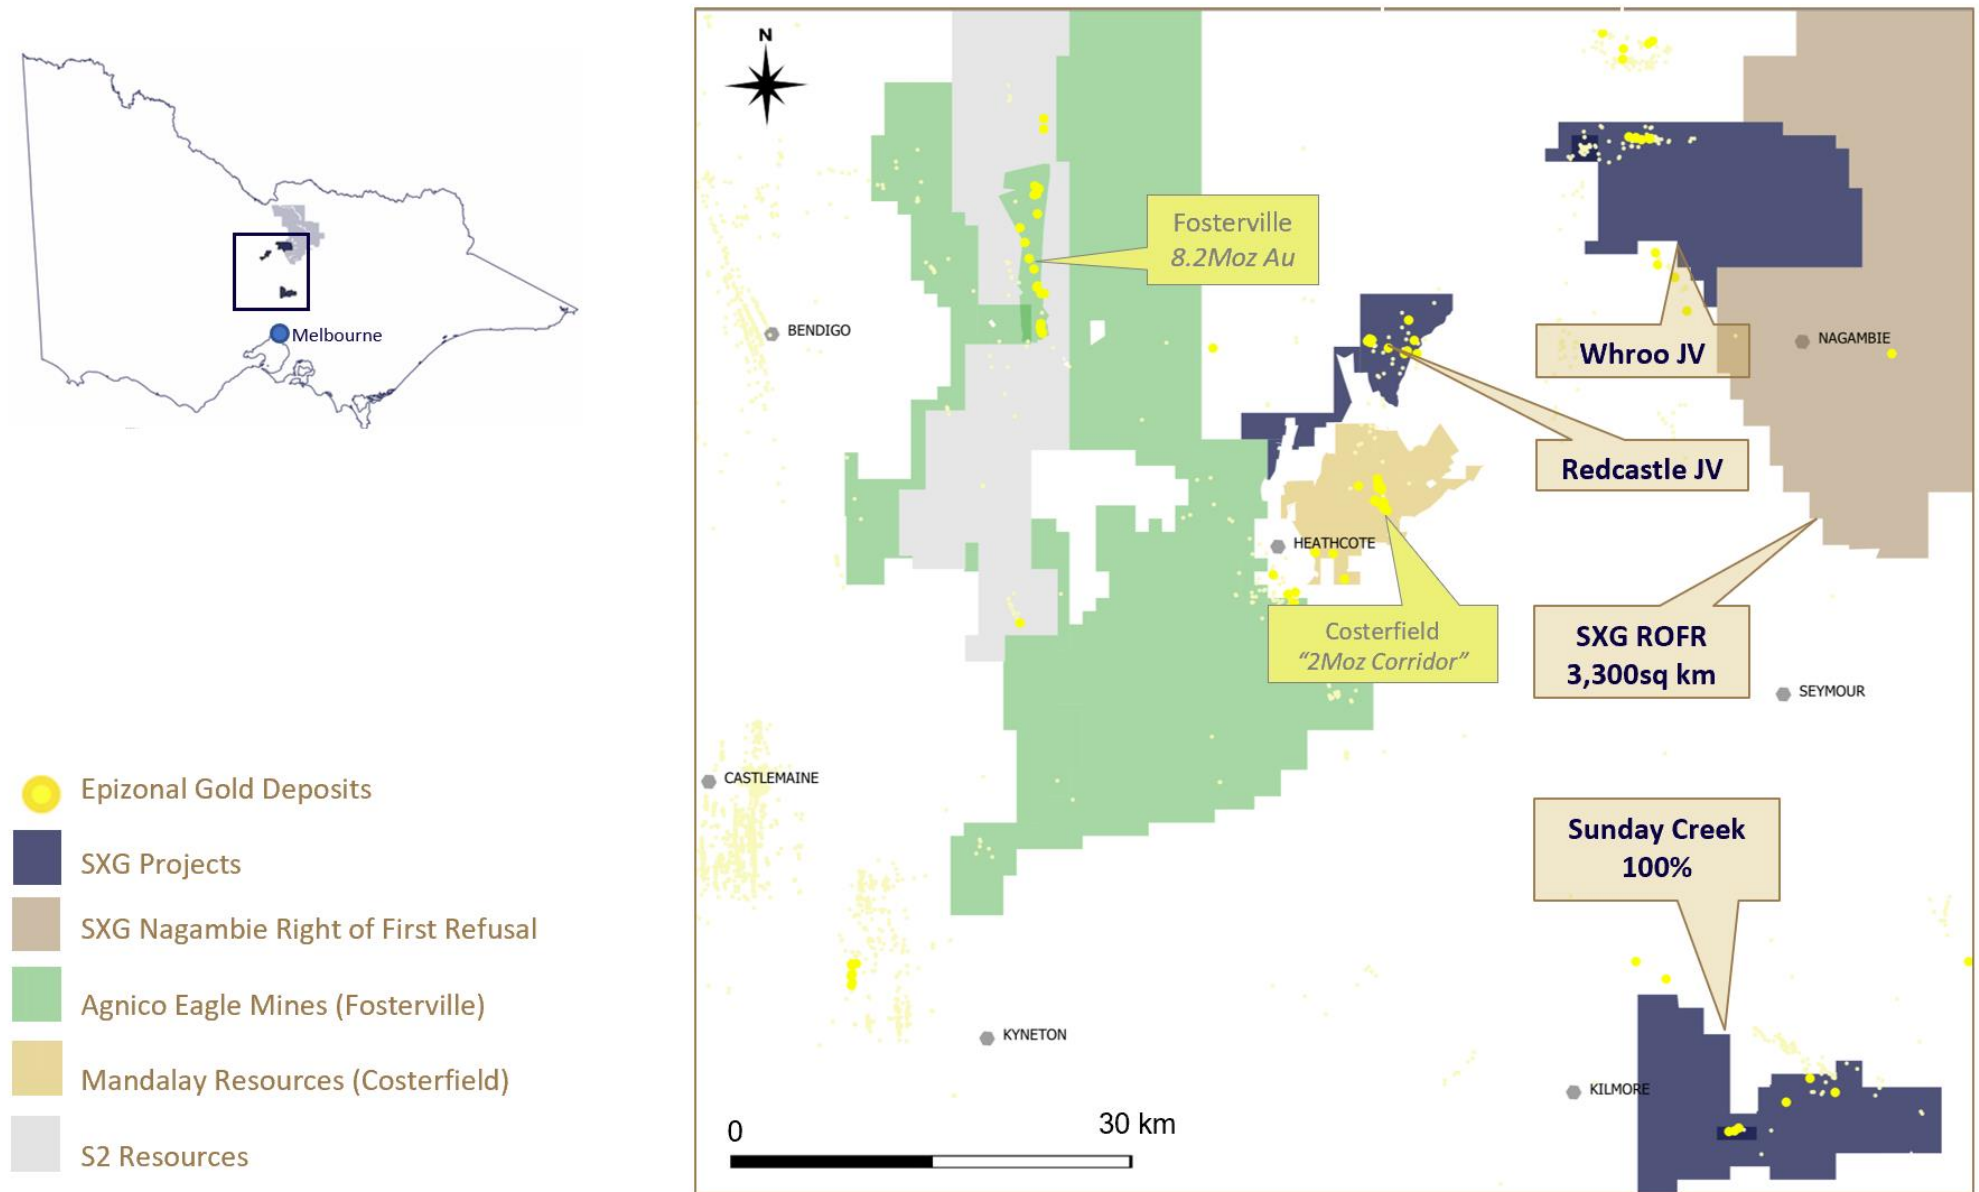 Melbourne
Epizonal Gold Deposits
SXG Projects
SXG Nagambie Right of First Refusal
Agnico Eagle Mines (Fosterville)
Mandalay Resources (Costerfield)
S2 Resources
N
Fosterville
8.2Moz Au
BENDIGO
NAGAMBIE
Whroo JV
Redcastle JV
HEATHCOTE
Costerfield
“2Moz Corridor”
SXG ROFR
3,300sq km
SEYMOUR
CASTLEMAINE
Sunday Creek
100%
KYNETON
KILMORE
0
30 km